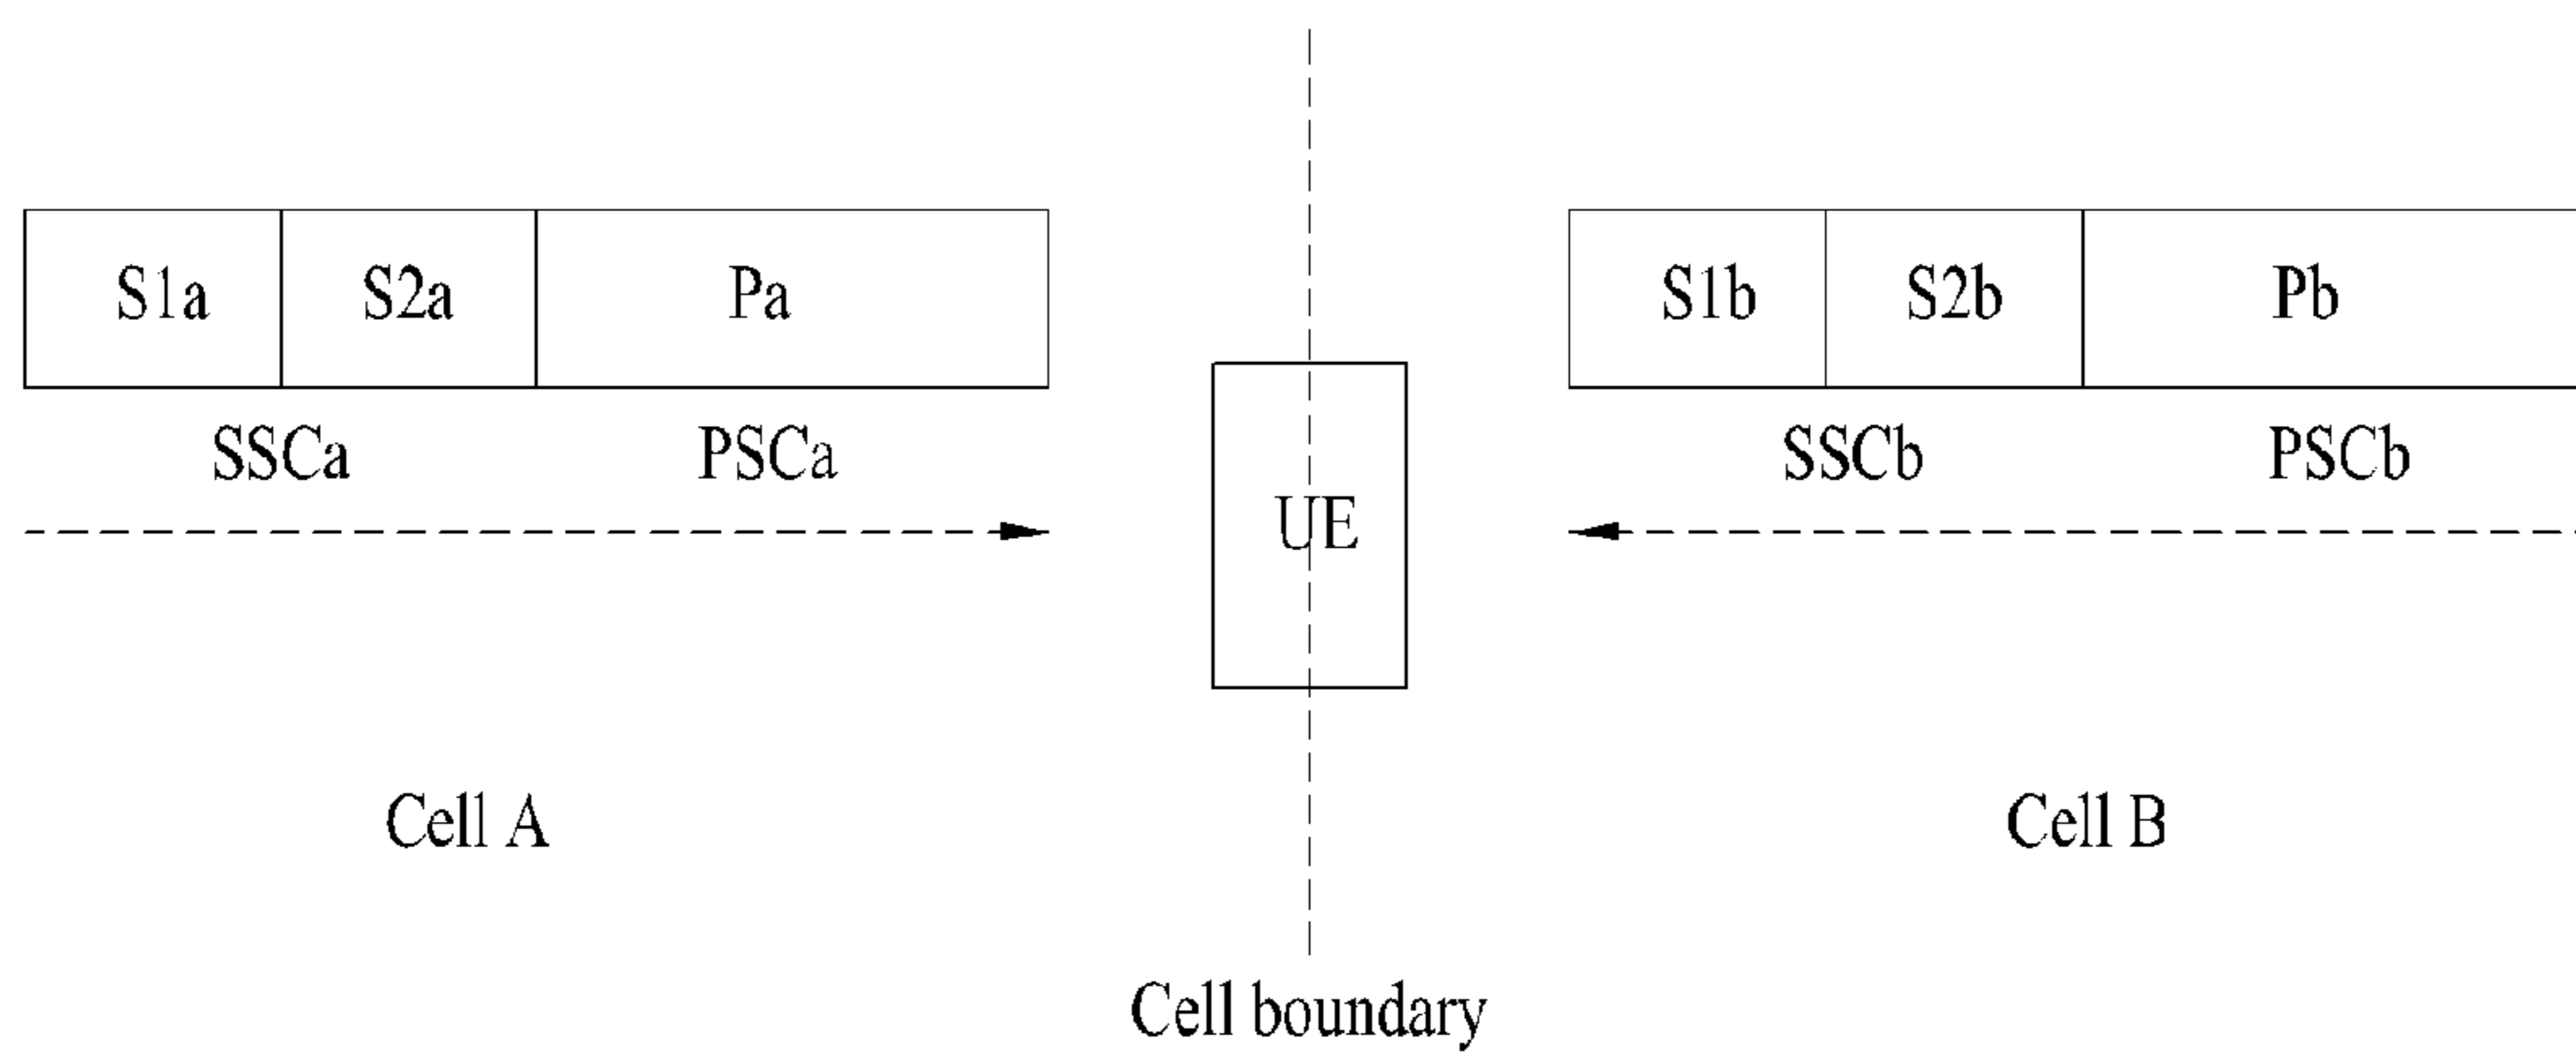 S1a S2a Pa S1b S2b Pb
SSCa PSCa SSCb PSCb
UE
Cell A Cell B
Cell boundary